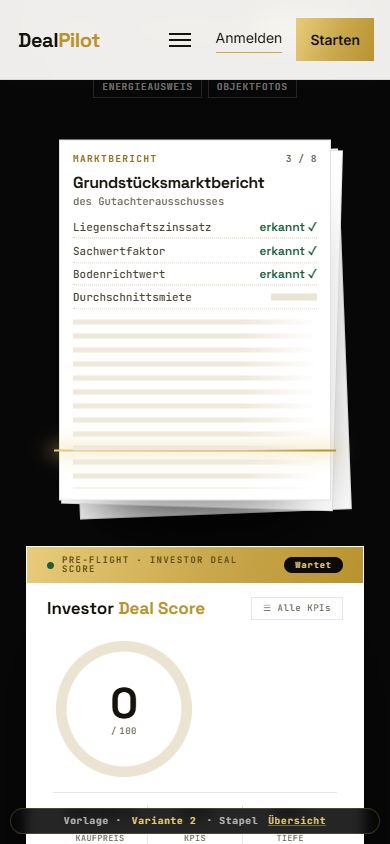 DealPilot
Anmelden
Starten
ENERGIEAUSWEIS OBJEKTFOTOS
MARKTBERICHT 3 / 8
Grundstücksmarktbericht
des Gutachterausschusses
Liegenschaftszinssatz erkannt ✓
Sachwertfaktor erkannt ✓
Bodenrichtwert erkannt ✓
Durchschnittsmiete
PRE-FLIGHT · INVESTOR DEAL
SCORE
Wartet
Investor Deal Score
☰ Alle KPIs
0
/ 100
Vorlage · Variante 2 · Stapel Übersicht
KAUFPREIS KPIS TIEFE